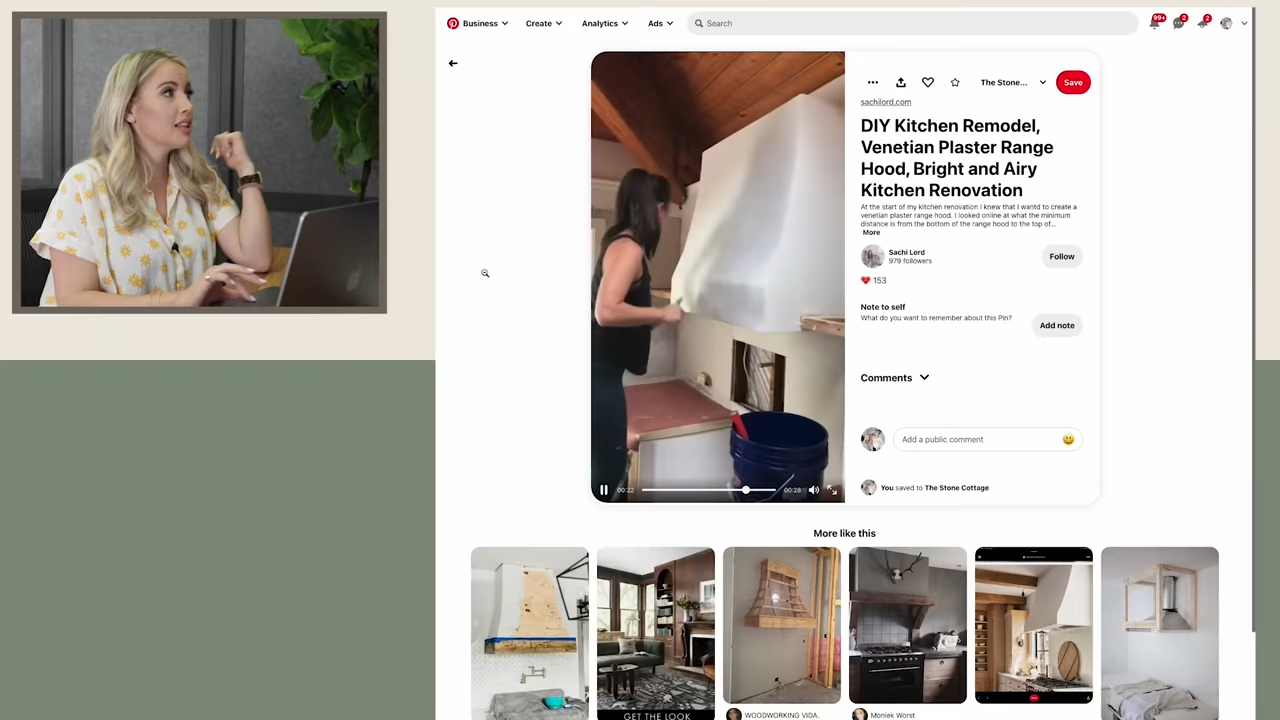 Business
Create
Analytics
Ads
Search
99+
2
2
The Stone...
Save
sachilord.com
DIY Kitchen Remodel,
Venetian Plaster Range
Hood, Bright and Airy
Kitchen Renovation
At the start of my kitchen renovation I knew that I wantd to create a
venetian plaster range hood. I looked online at what the minimum
distance is from the bottom of the range hood to the top of...
More
Sachi Lord
979 followers
Follow
❤️ 153
Note to self
What do you want to remember about this Pin?
Add note
Comments
Add a public comment
You saved to The Stone Cottage
00:22
00:28
More like this
GET THE LOOK
WOODWORKING VIDA.
Moniek Worst